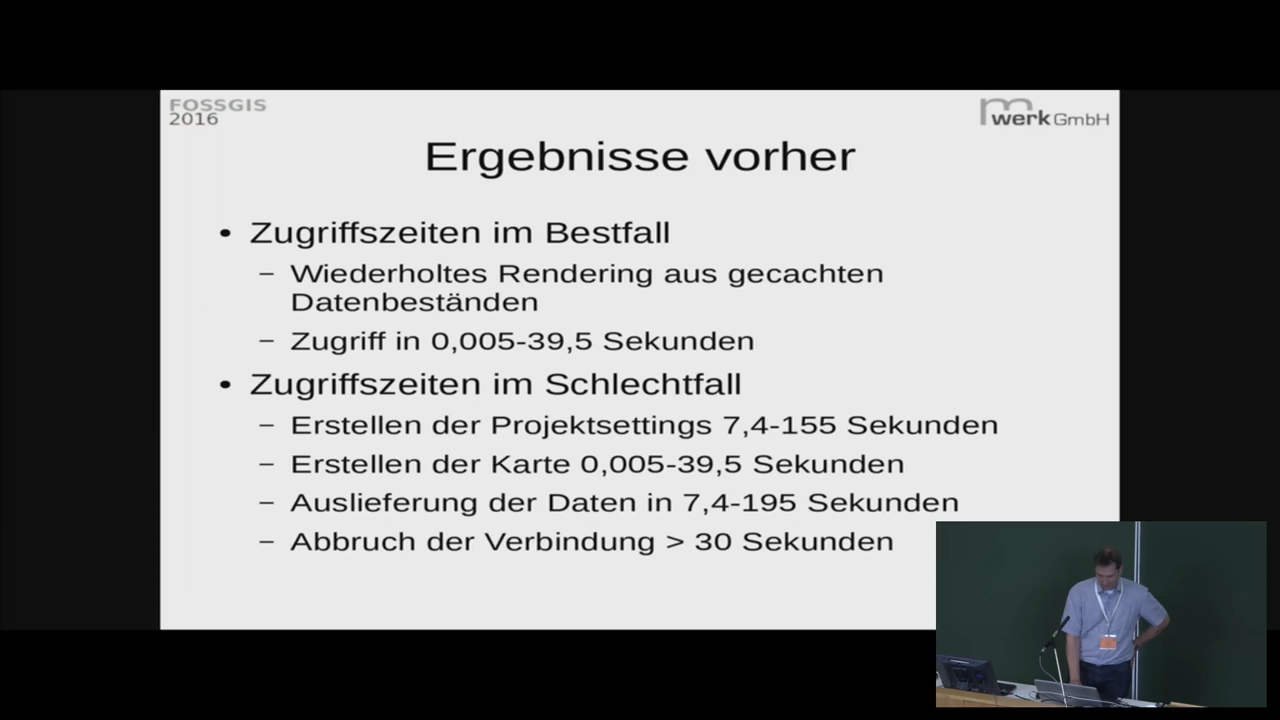 FOSSGIS
2016
mwerk GmbH
Ergebnisse vorher
• Zugriffszeiten im Bestfall
– Wiederholtes Rendering aus gecachten
Datenbeständen
– Zugriff in 0,005-39,5 Sekunden
• Zugriffszeiten im Schlechtfall
– Erstellen der Projektsettings 7,4-155 Sekunden
– Erstellen der Karte 0,005-39,5 Sekunden
– Auslieferung der Daten in 7,4-195 Sekunden
– Abbruch der Verbindung > 30 Sekunden